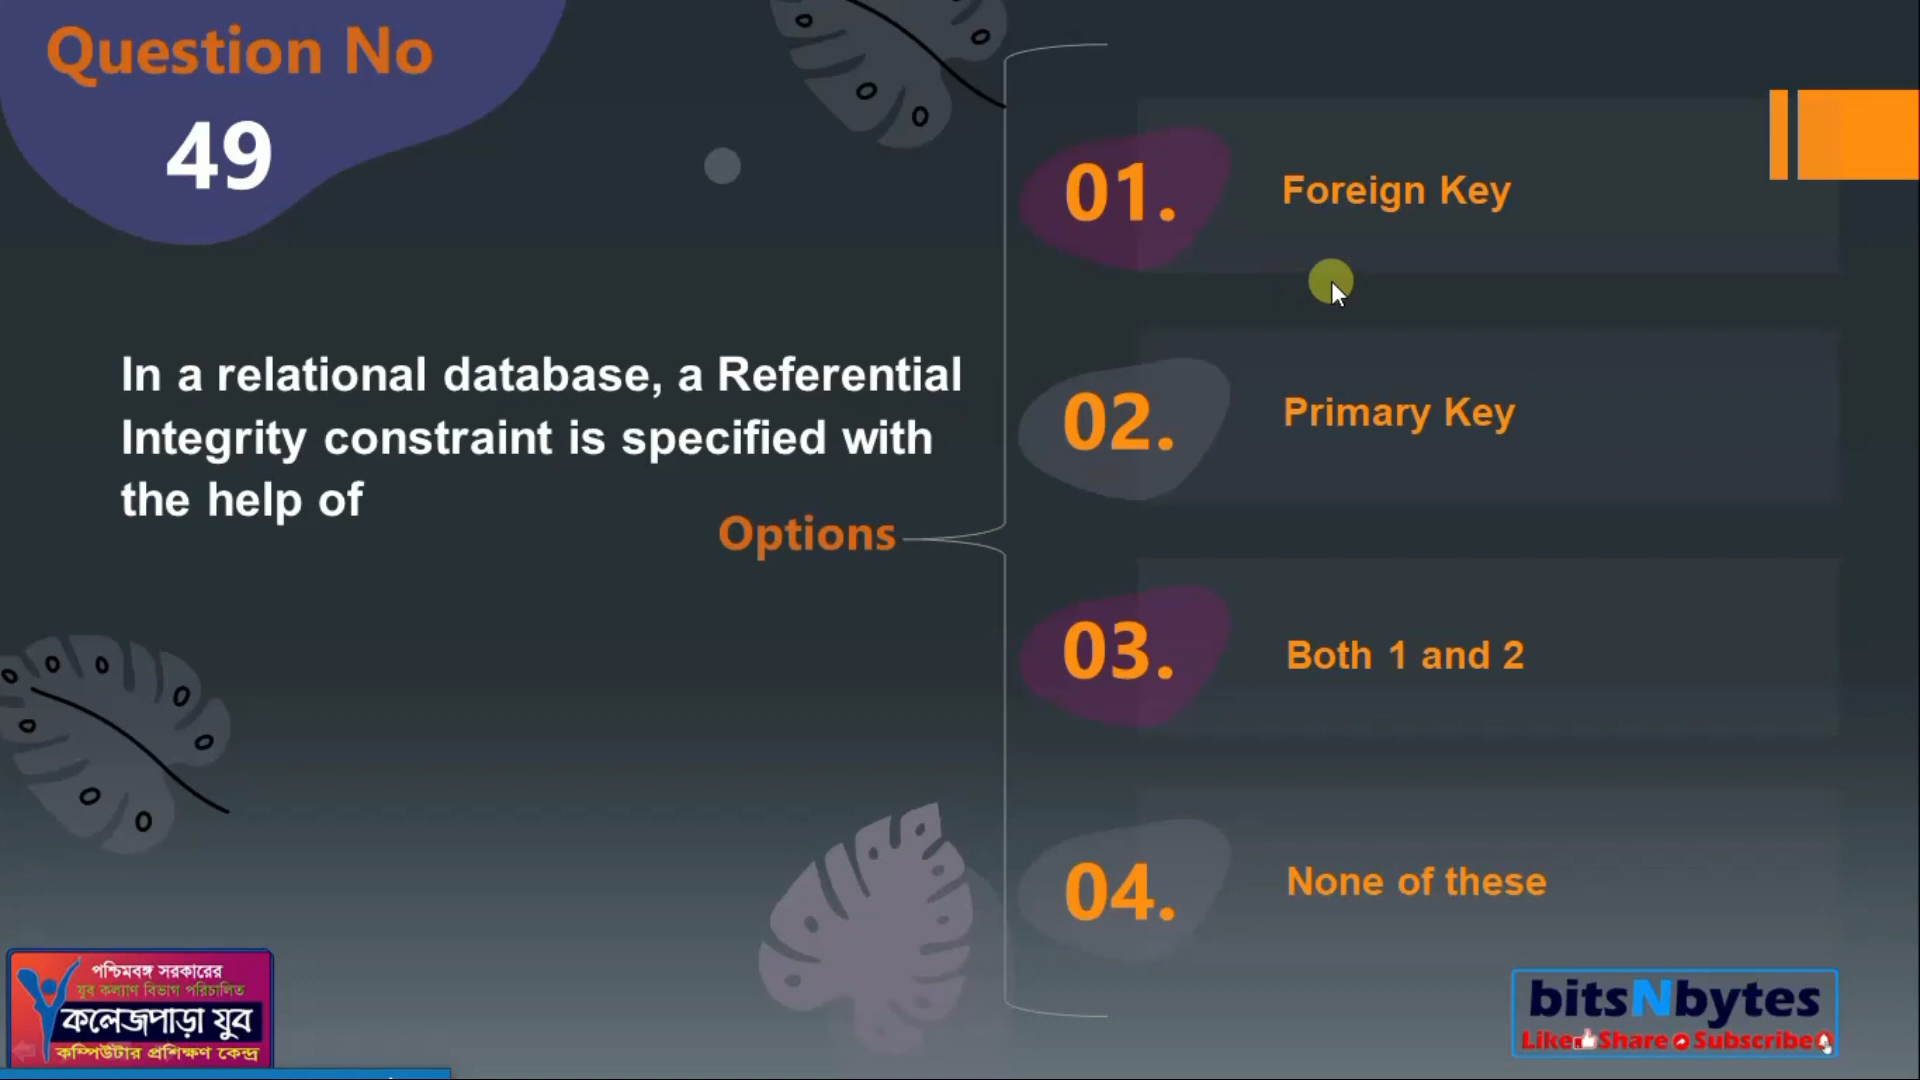 Question No
49
In a relational database, a Referential
Integrity constraint is specified with
the help of
Options
01.
Foreign Key
02.
Primary Key
03.
Both 1 and 2
04.
None of these
পশ্চিমবঙ্গ সরকারের
যুব কল্যাণ বিভাগ পরিচালিত
কলেজপাড়া যুব
কম্পিউটার প্রশিক্ষণ কেন্দ্র
bitsNbytes
Like Share Subscribe